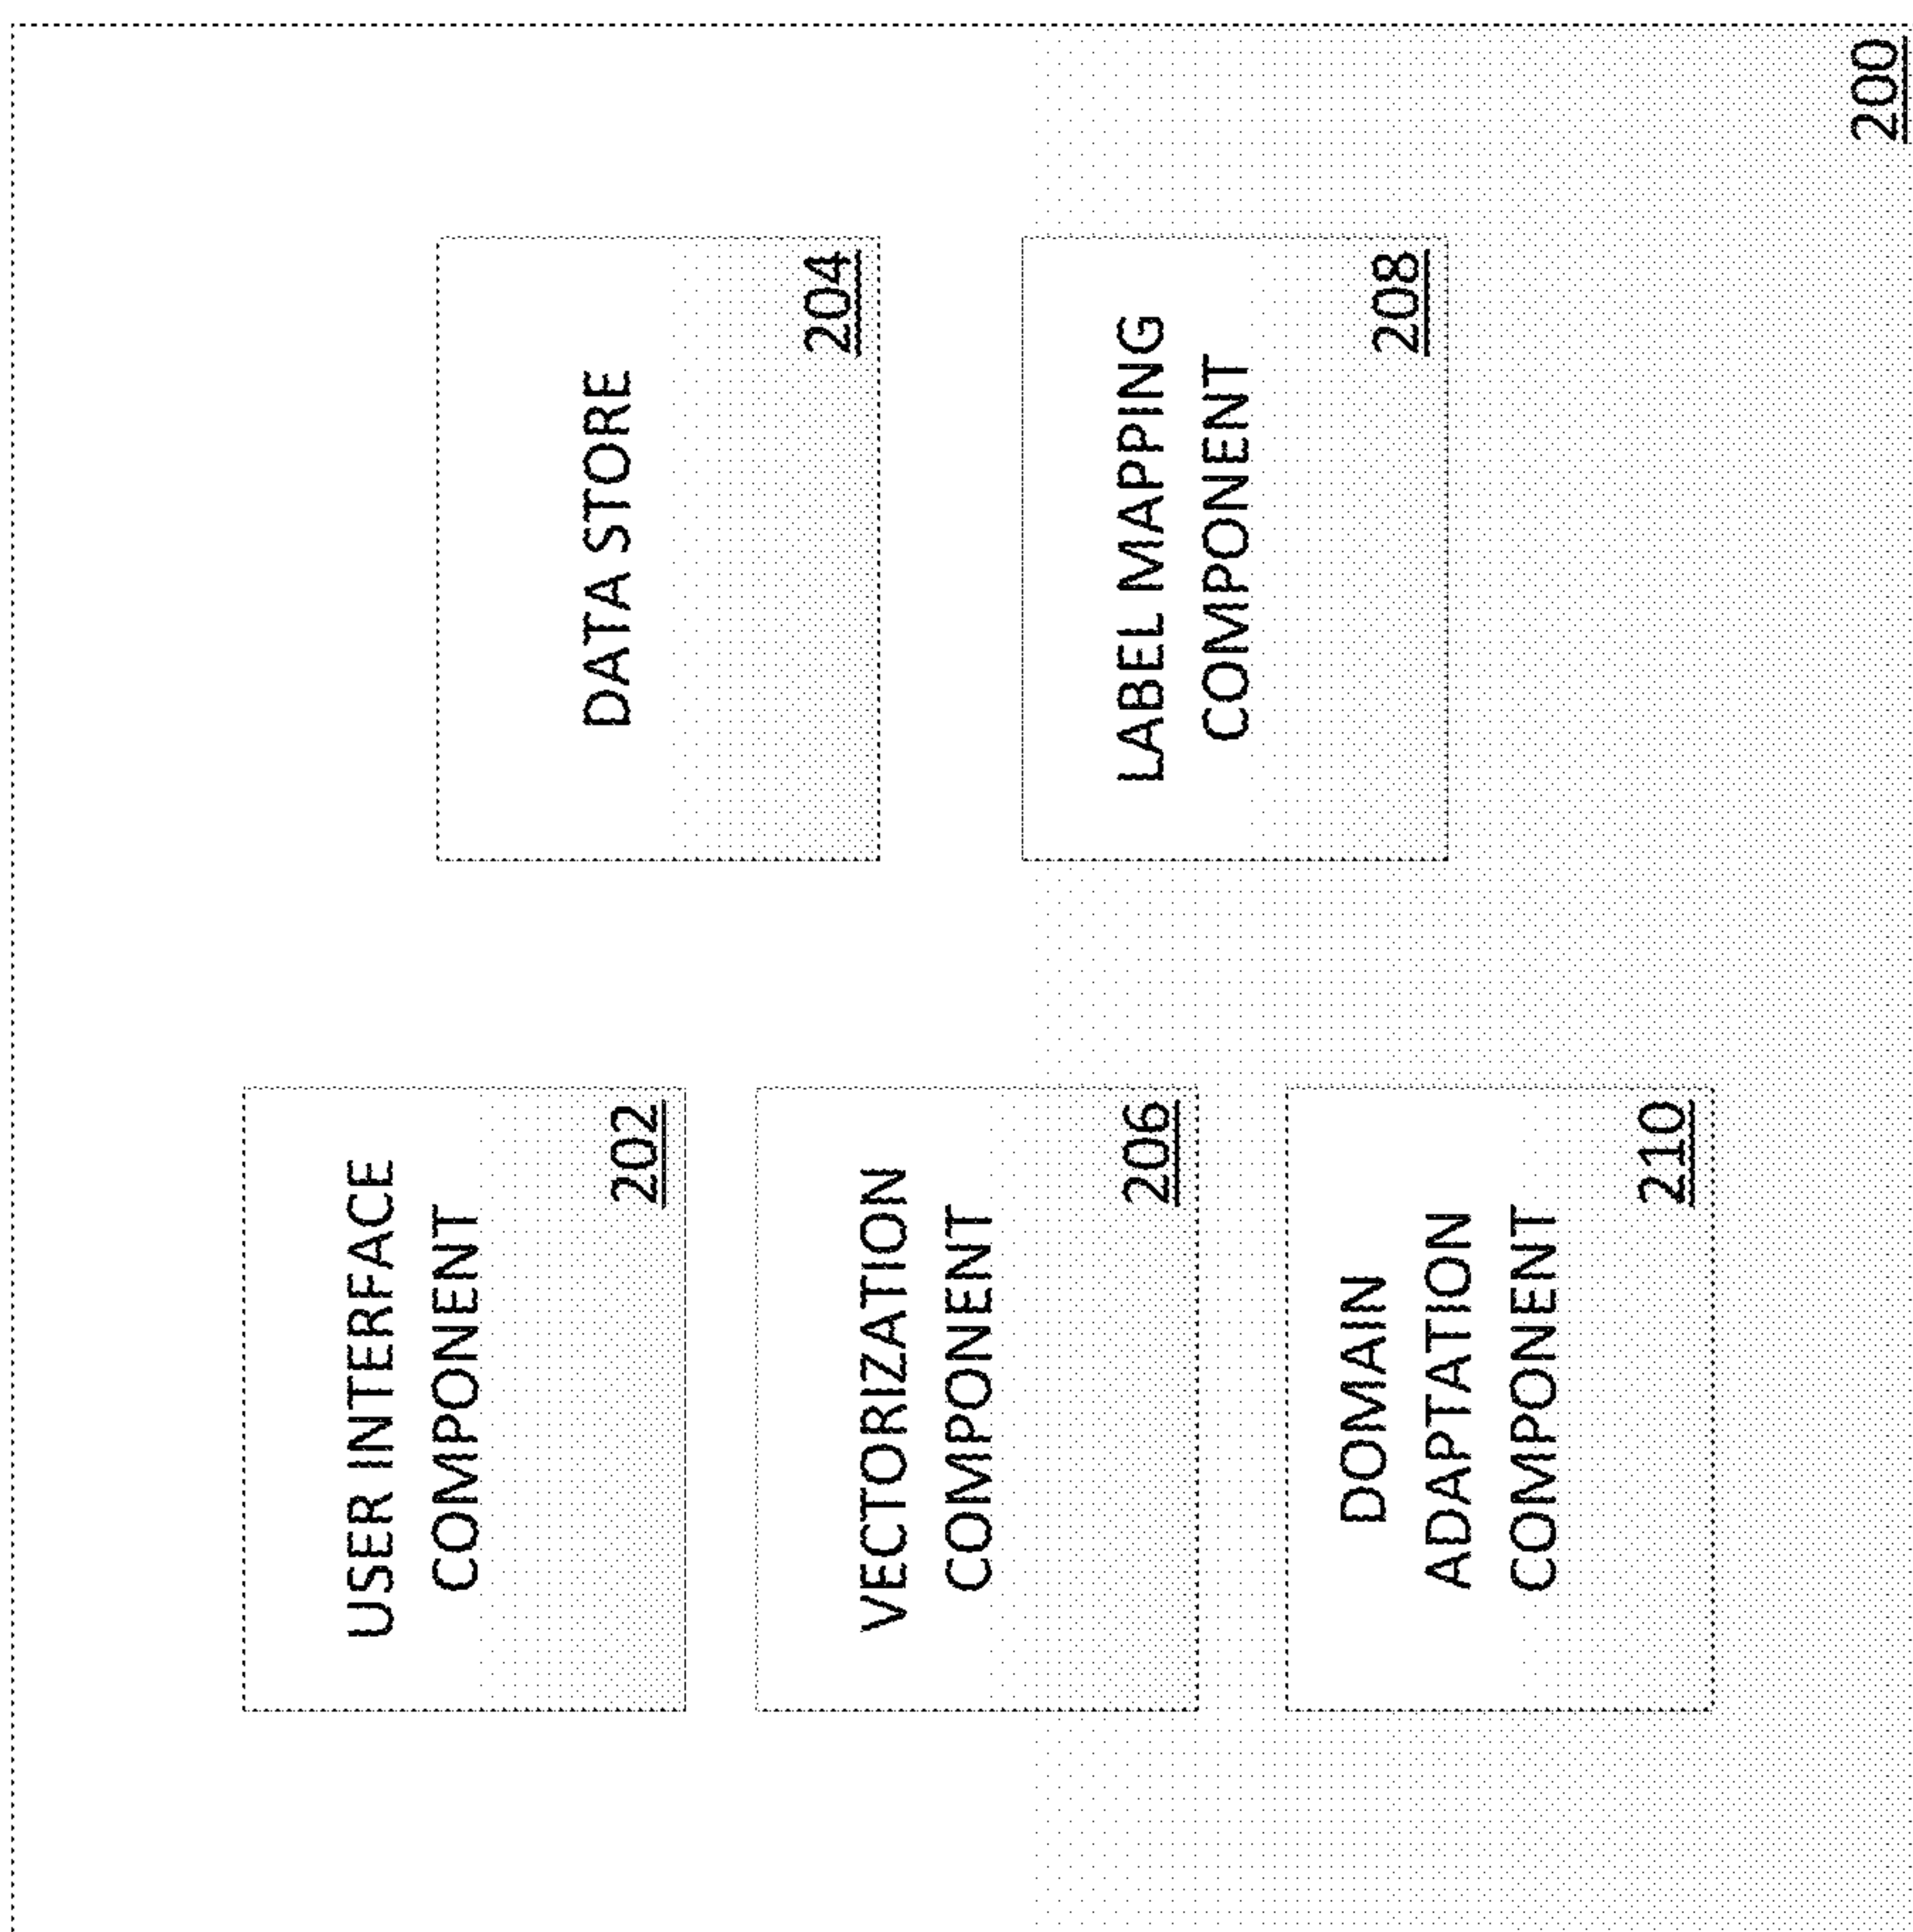 USER INTERFACE
COMPONENT
202
DATA STORE
204
VECTORIZATION
COMPONENT
206
LABEL MAPPING
COMPONENT
208
DOMAIN
ADAPTATION
COMPONENT
210
200